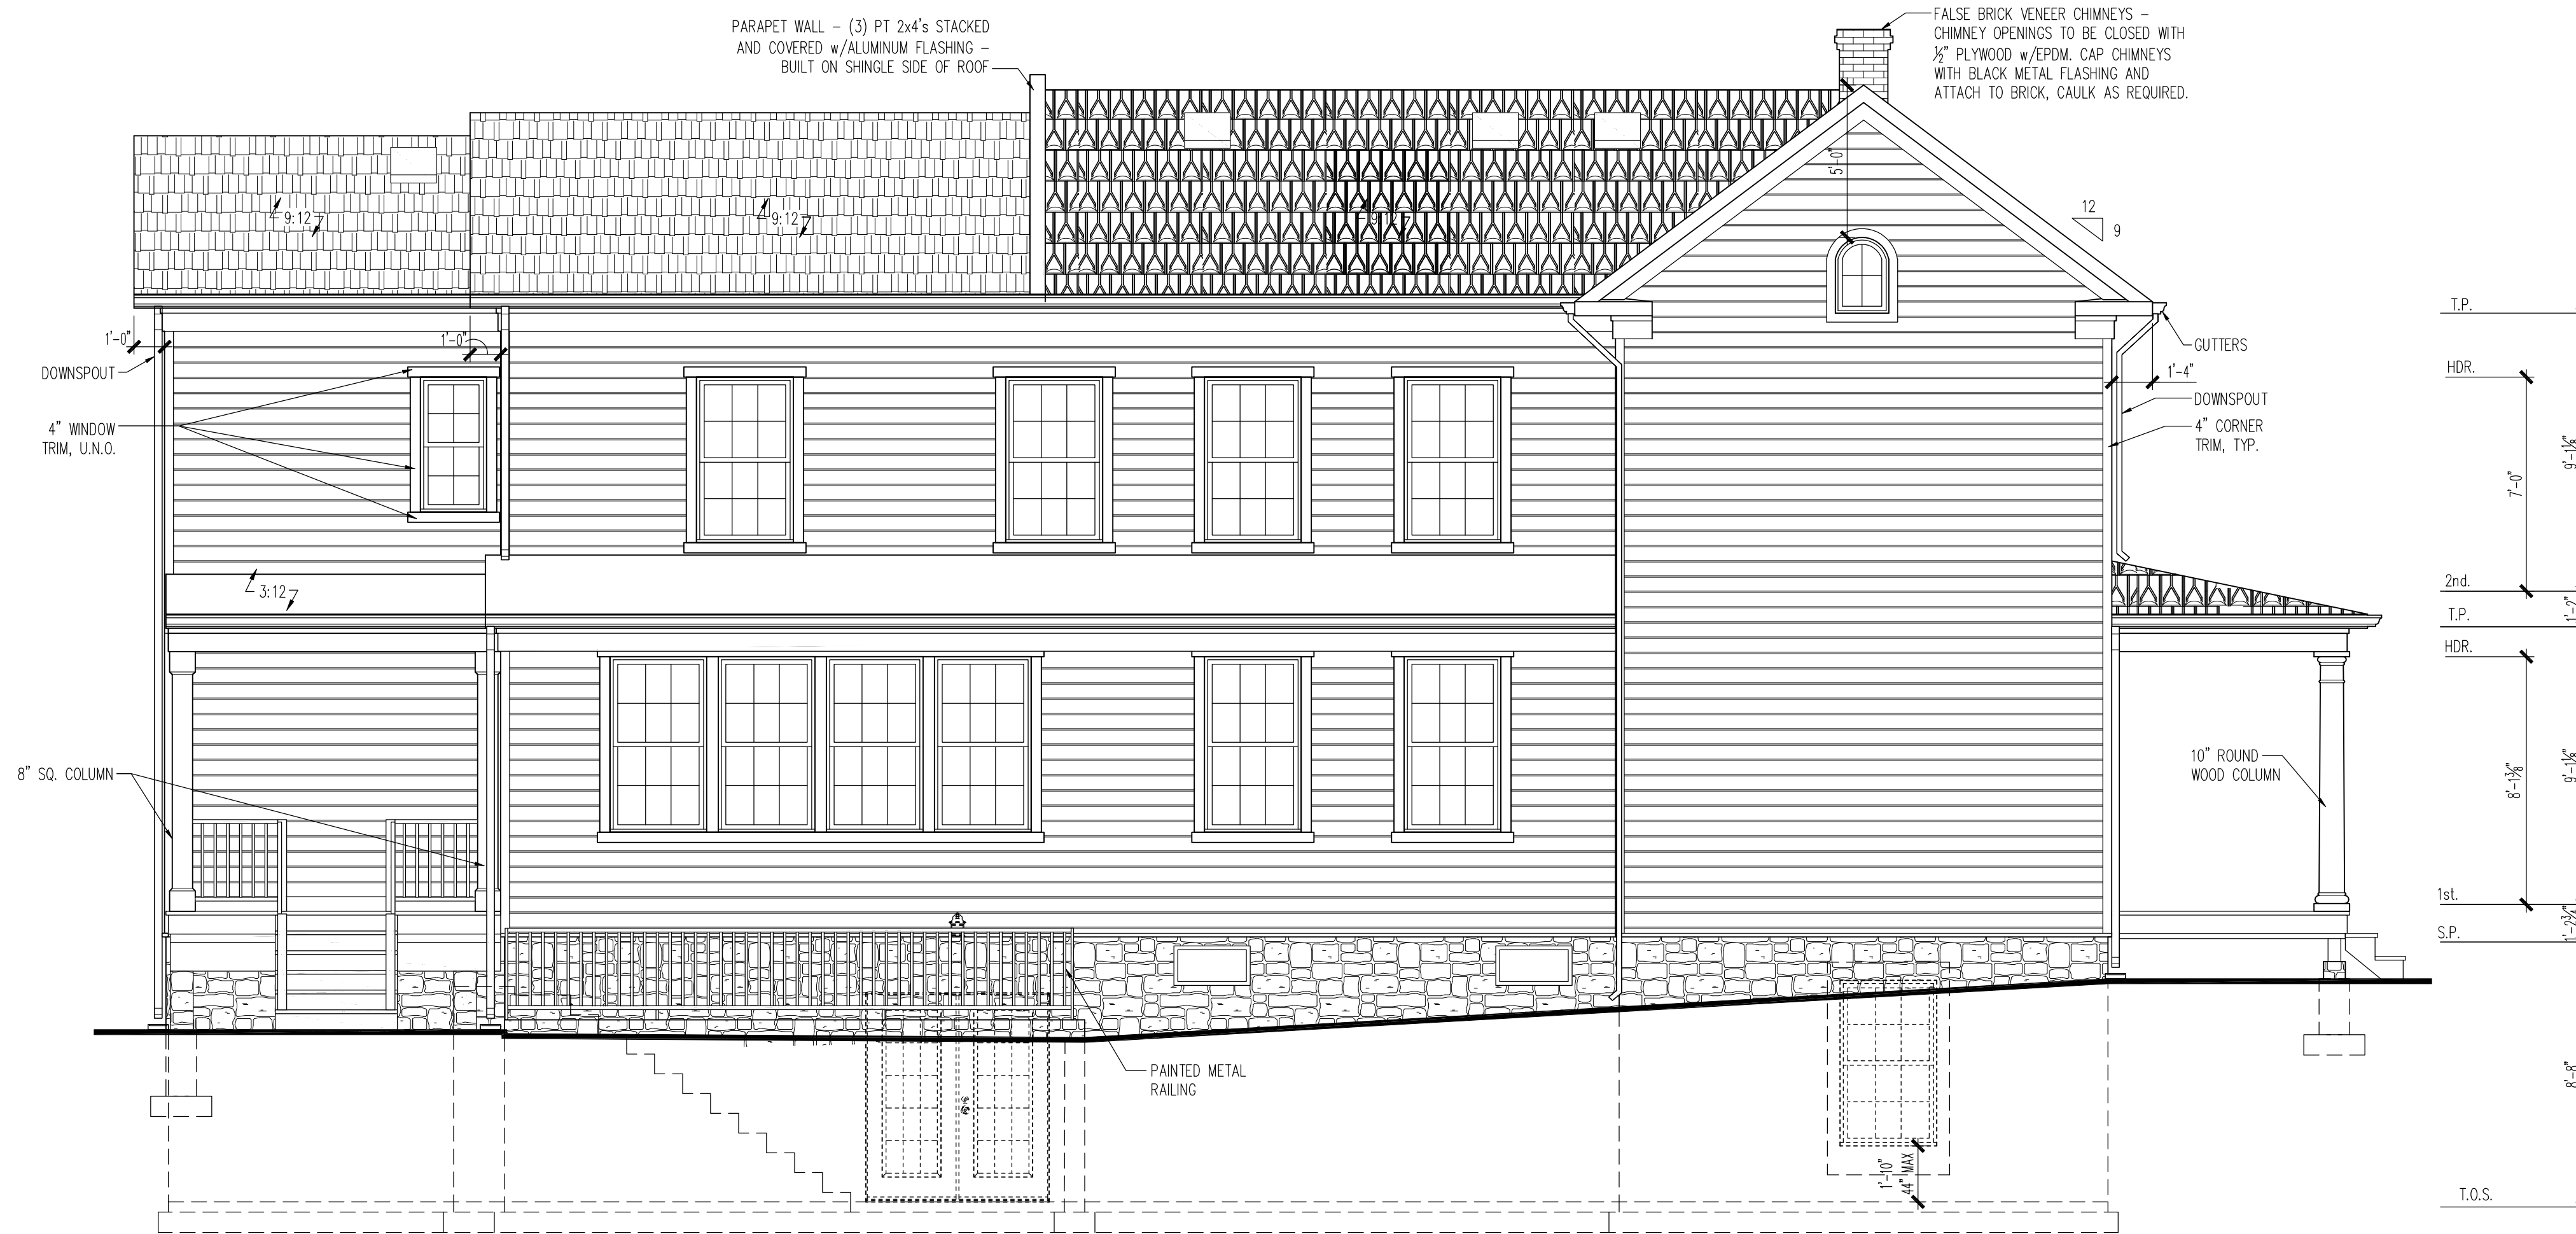 PARAPET WALL – (3) PT 2x4's STACKED
AND COVERED w/ALUMINUM FLASHING –
BUILT ON SHINGLE SIDE OF ROOF
FALSE BRICK VENEER CHIMNEYS –
CHIMNEY OPENINGS TO BE CLOSED WITH
½" PLYWOOD w/EPDM. CAP CHIMNEYS
WITH BLACK METAL FLASHING AND
ATTACH TO BRICK, CAULK AS REQUIRED.
5'-0"
9:12
9:12
9:12
12
9
T.P.
1'-0"
1'-0"
GUTTERS
DOWNSPOUT
1'-4"
HDR.
DOWNSPOUT
4" WINDOW
TRIM, U.N.O.
4" CORNER
TRIM, TYP.
9'-1⅛"
7'-0"
3:12
2nd.
1'-2"
T.P.
HDR.
8" SQ. COLUMN
10" ROUND
WOOD COLUMN
8'-1⅜"
9'-1⅛"
1st.
1'-2¾"
S.P.
PAINTED METAL
RAILING
8'-8"
1'-10"
44" MAX
T.O.S.